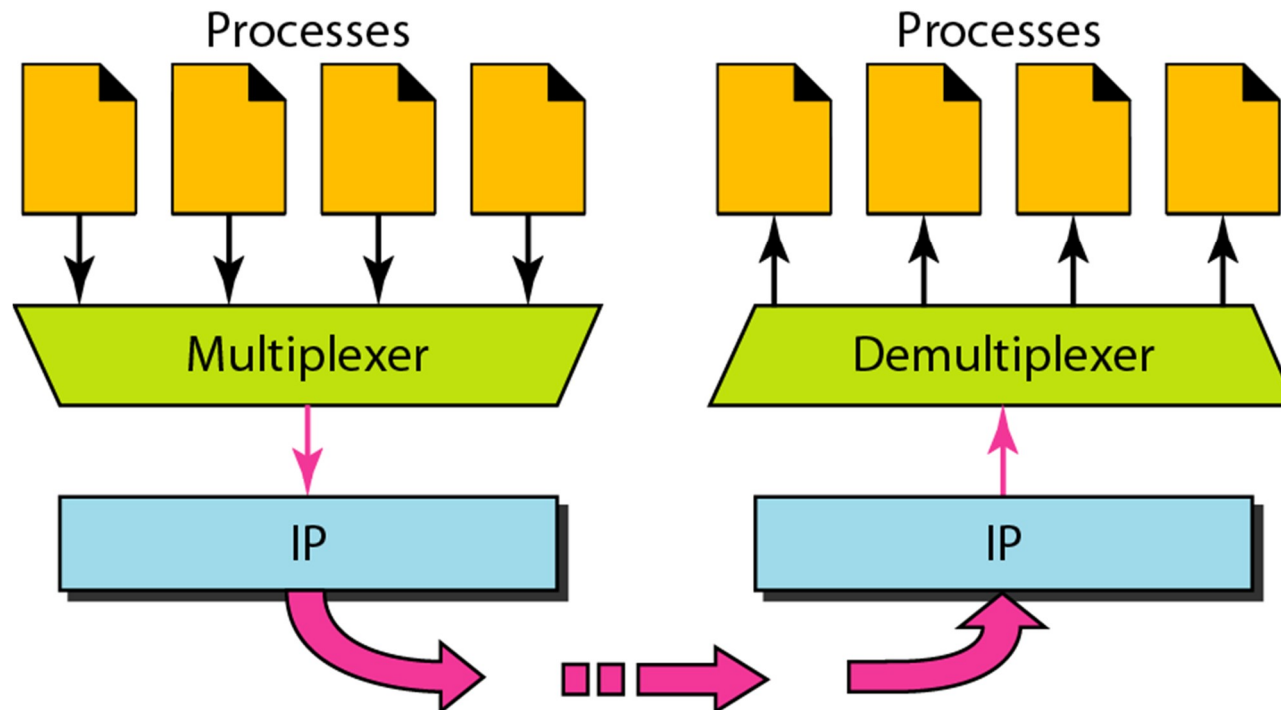 Processes
Processes
Multiplexer
Demultiplexer
IP
IP